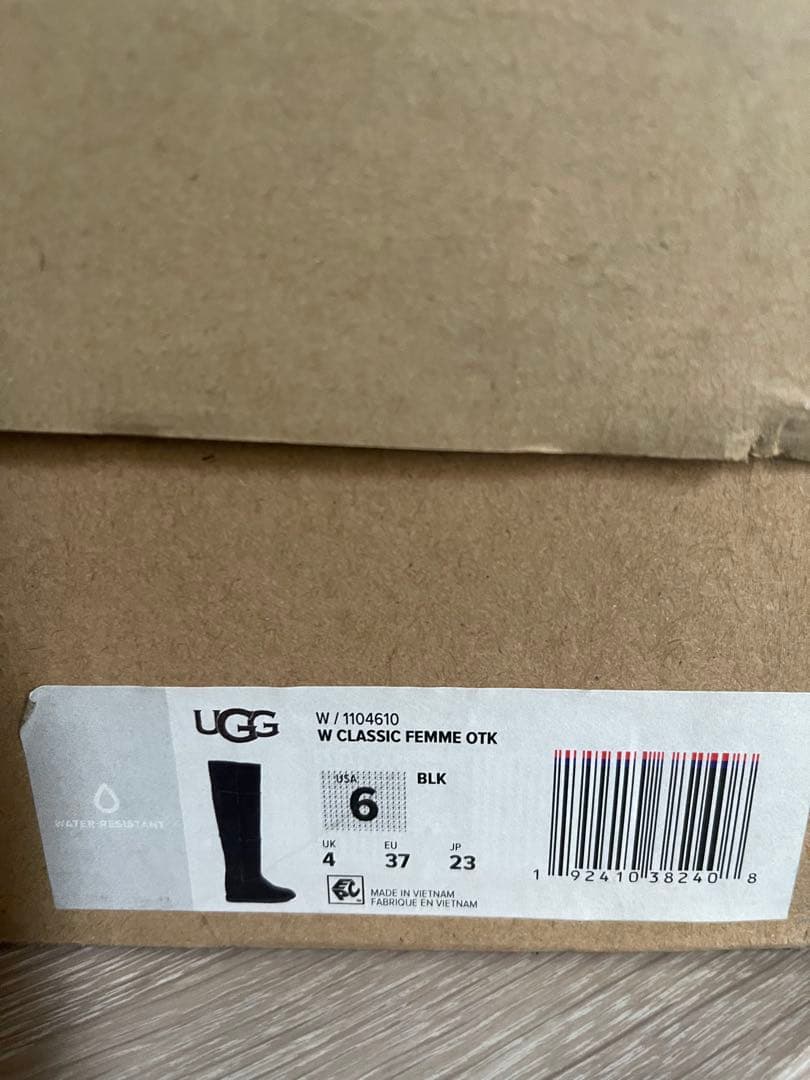 WATER-RESISTANT
UGG
W / 1104610
W CLASSIC FEMME OTK
USA
6
BLK
UK EU JP
4 37 23
MADE IN VIETNAM
FABRIQUE EN VIETNAM
1 92410 38240 8